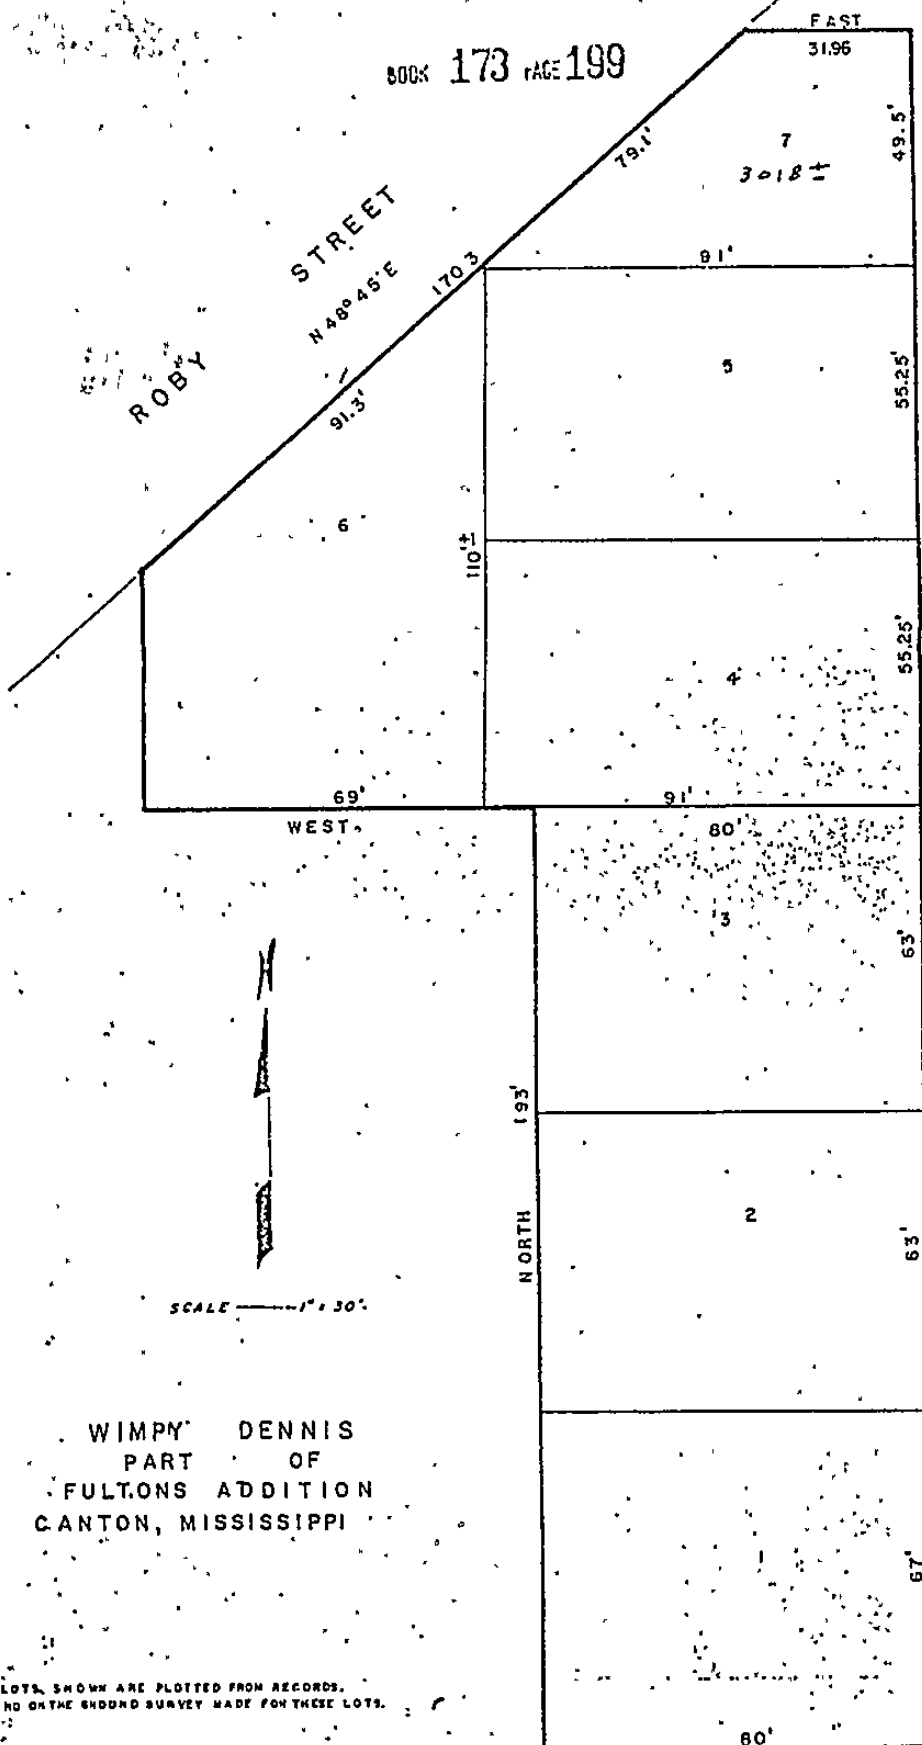 BOOK 173 PAGE 199
EAST
31.96
49.5'
7
3018 ±
79.1'
STREET
N 48° 45' E
170.3
91'
ROBY
91.3'
5
55.25'
6
110'±
55.25'
4
69'
91'
WEST
80'
3
63'
193'
NORTH
2
63'
SCALE 1" = 30'
WIMPY DENNIS
PART OF
FULTONS ADDITION
CANTON, MISSISSIPPI
1
67'
LOTS SHOWN ARE PLOTTED FROM RECORDS.
NO ON THE GROUND SURVEY MADE FOR THESE LOTS.
80'